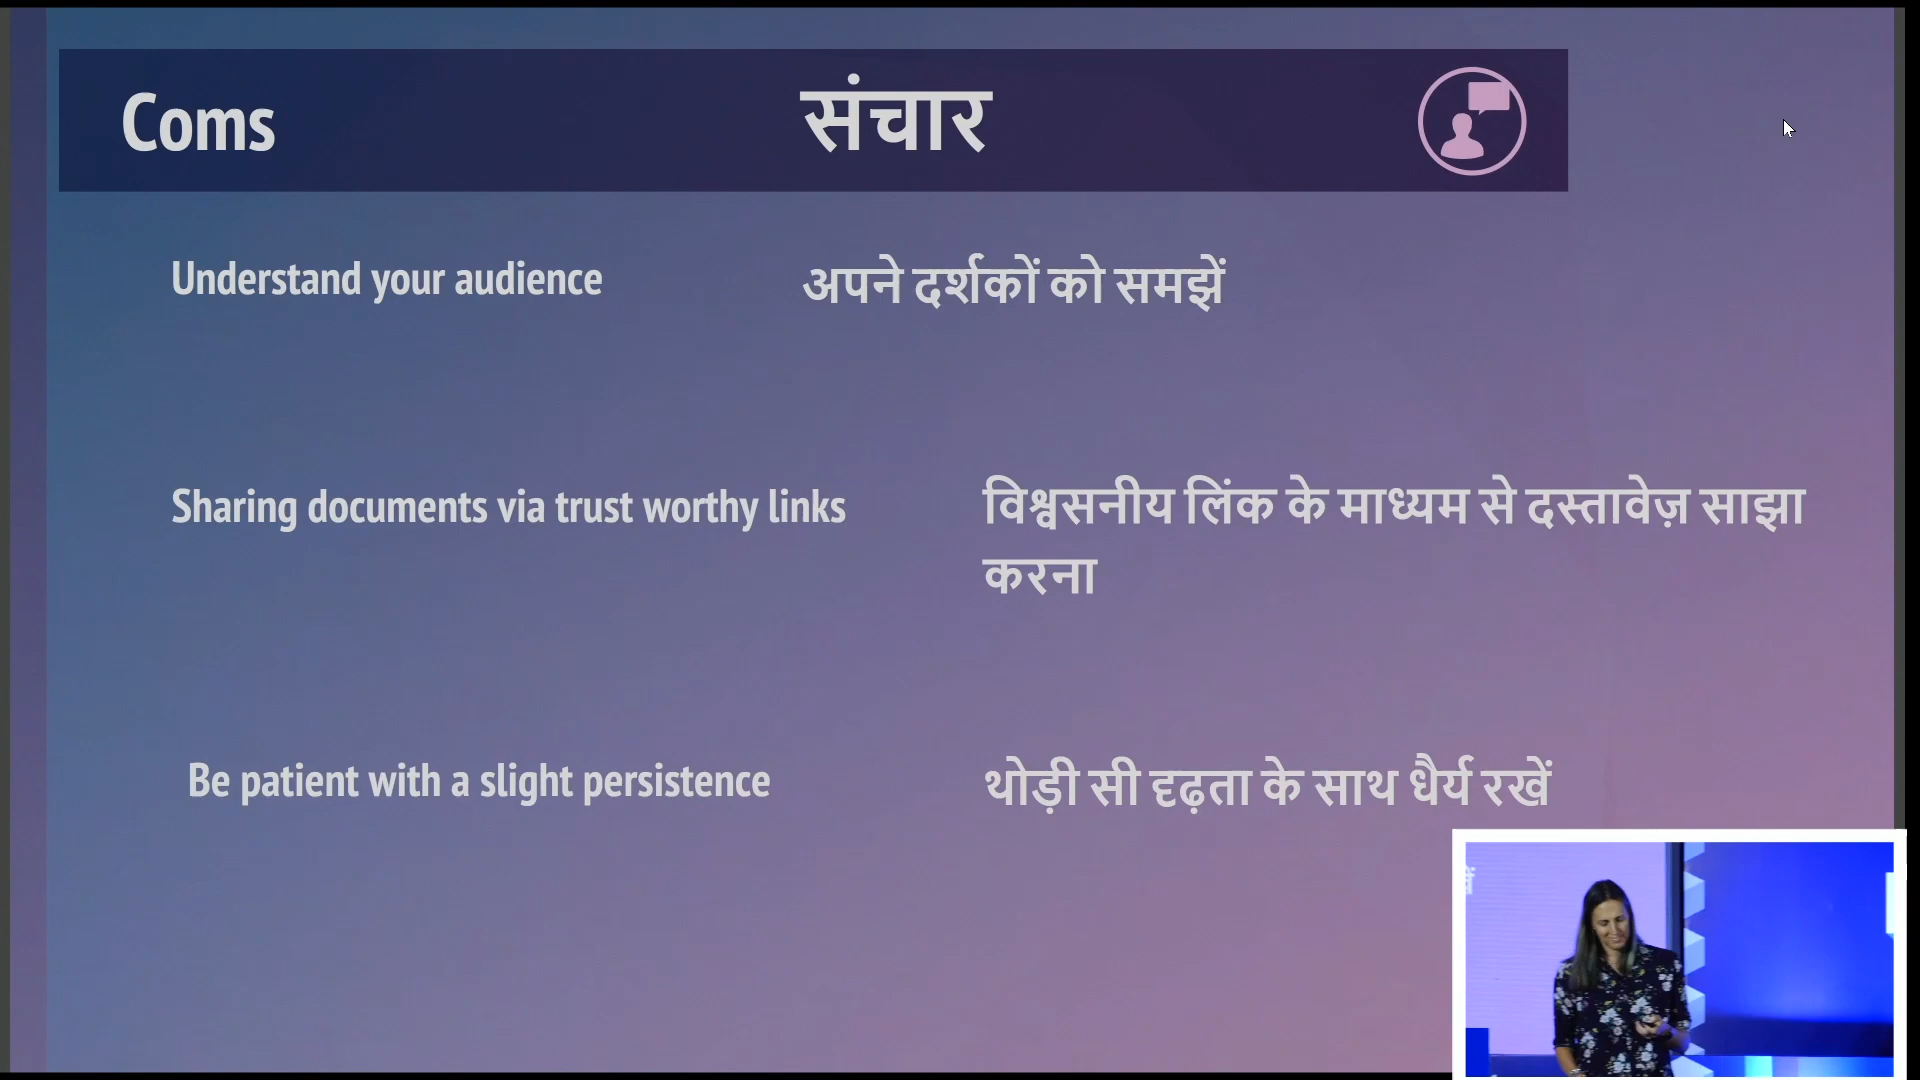 Coms
संचार
Understand your audience
अपने दर्शकों को समझें
Sharing documents via trust worthy links
विश्वसनीय लिंक के माध्यम से दस्तावेज़ साझा
करना
Be patient with a slight persistence
थोड़ी सी दृढ़ता के साथ धैर्य रखें